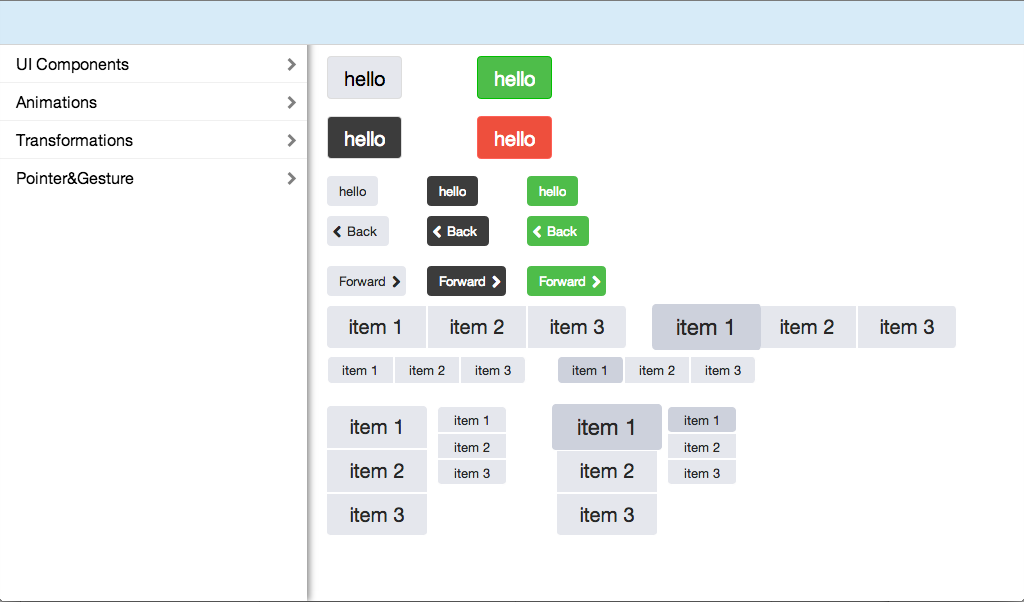 UI Components
Animations
Transformations
Pointer&Gesture
hello hello
hello hello
hello hello hello
Back Back Back
Forward Forward Forward
item 1 item 2 item 3 item 1 item 2 item 3
item 1 item 2 item 3 item 1 item 2 item 3
item 1 item 1 item 1 item 1
item 2 item 2 item 2 item 2
item 3 item 3 item 3 item 3